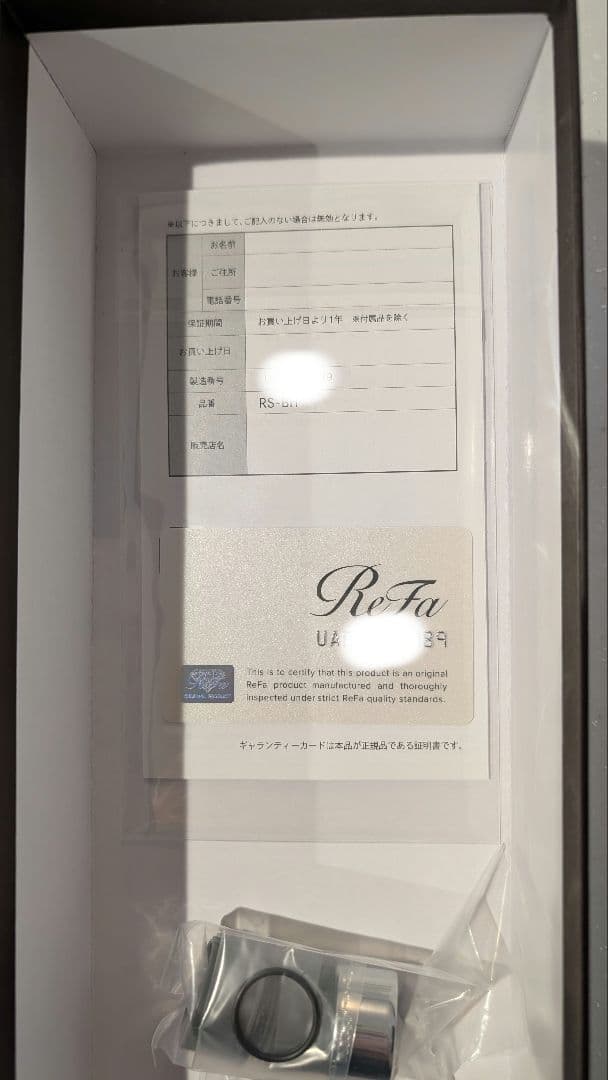 ※以下につきまして、ご記入のない場合は無効となります。
お客様
お名前
ご住所
電話番号
保証期間 お買い上げ日より1年 ※付属品を除く
お買い上げ日
製造番号 9
品番 RS-BH
販売店名
ReFa
UA
This is to certify that this product is an original
ReFa product manufactured and thoroughly
inspected under strict ReFa quality standards.
ギャランティーカードは本品が正規品である証明書です。